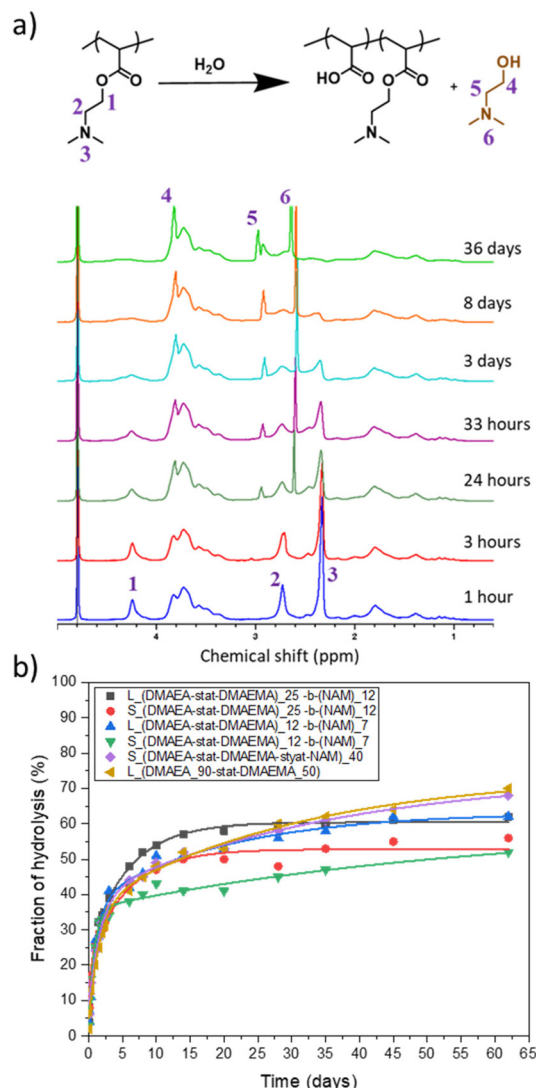 a)
H₂O
O
O
HO
O
O
O
+
OH
2
1
N
3
N
5
4
N
6
4
5
6
36 days
8 days
3 days
33 hours
24 hours
3 hours
1 hour
1
2
3
4
3
2
1
Chemical shift (ppm)
b)
100
90
80
70
60
50
40
30
20
10
0
Fraction of hydrolysis (%)
L_(DMAEA-stat-DMAEMA)_25 -b-(NAM)_12
S_(DMAEA-stat-DMAEMA)_25 -b-(NAM)_12
L_(DMAEA-stat-DMAEMA)_12 -b-(NAM)_7
S_(DMAEA-stat-DMAEMA)_12 -b-(NAM)_7
S_(DMAEA-stat-DMAEMA-styat-NAM)_40
L_(DMAEA_90-stat-DMAEMA_50)
0 5 10 15 20 25 30 35 40 45 50 55 60 65
Time (days)